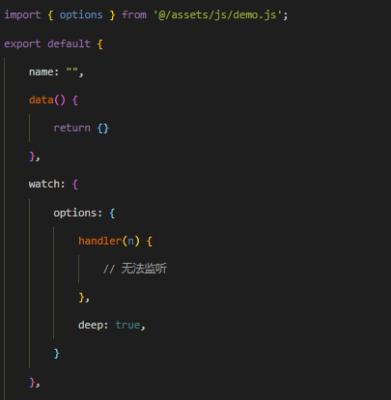 import { options } from '@/assets/js/demo.js';
export default {
name: "",
data() {
return {}
},
watch: {
options: {
handler(n) {
// 无法监听
},
deep: true,
}
},